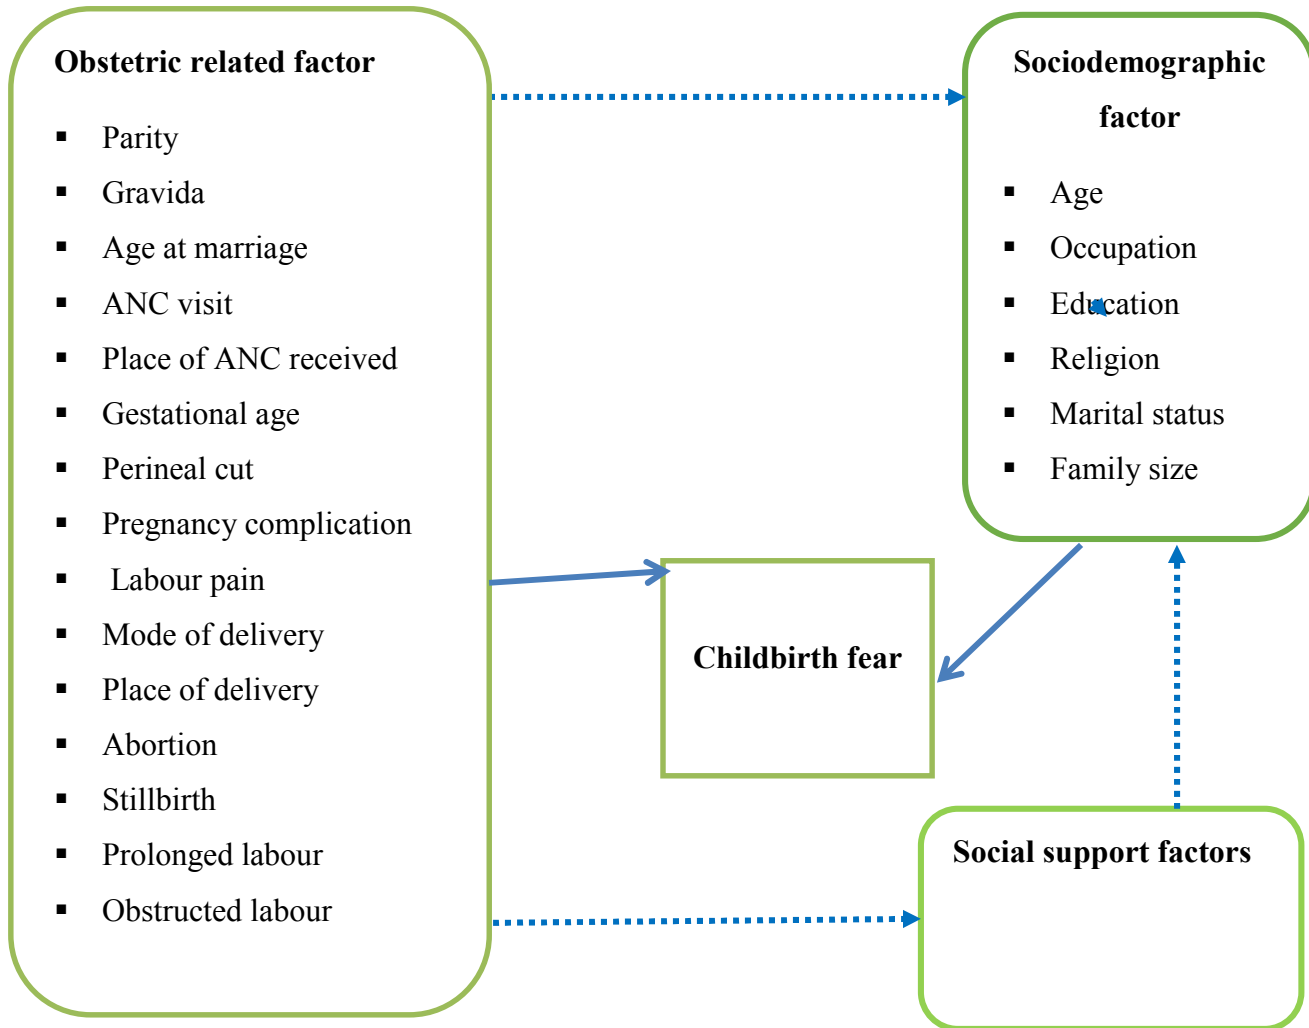 Obstetric related factor
▪ Parity
▪ Gravida
▪ Age at marriage
▪ ANC visit
▪ Place of ANC received
▪ Gestational age
▪ Perineal cut
▪ Pregnancy complication
▪ Labour pain
▪ Mode of delivery
▪ Place of delivery
▪ Abortion
▪ Stillbirth
▪ Prolonged labour
▪ Obstructed labour
Sociodemographic
factor
▪ Age
▪ Occupation
▪ Education
▪ Religion
▪ Marital status
▪ Family size
Childbirth fear
Social support factors